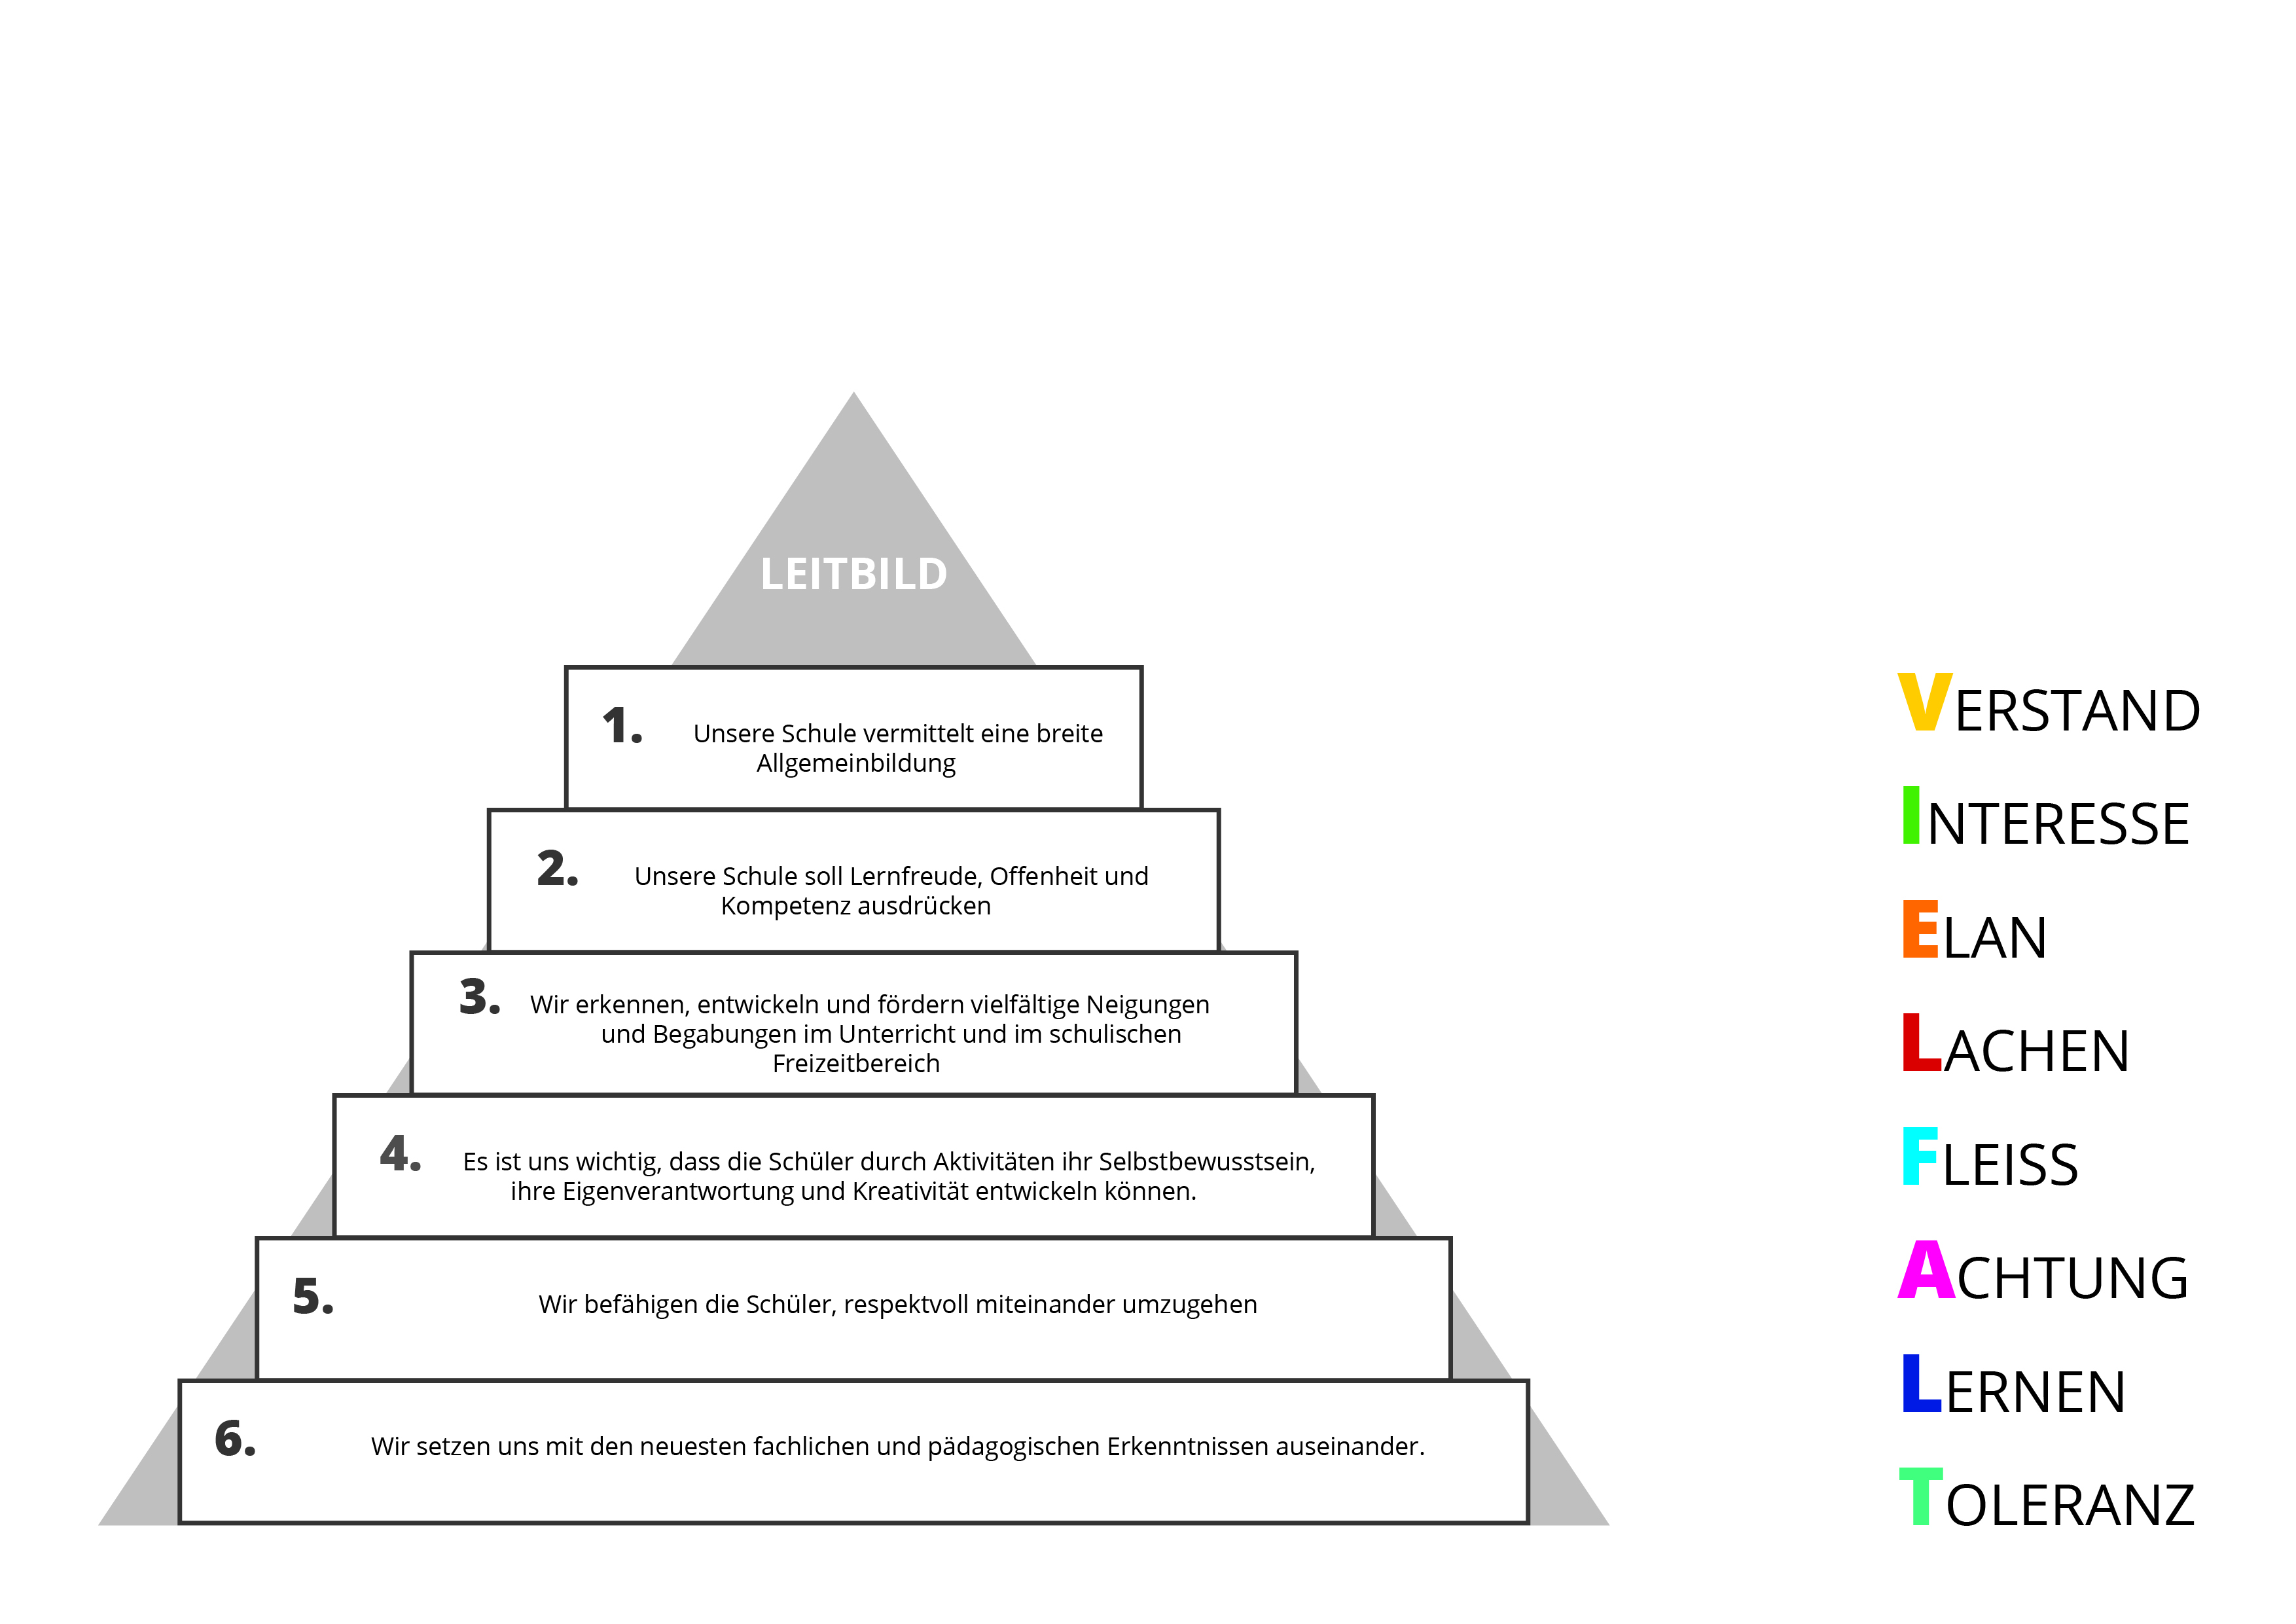 LEITBILD
1. Unsere Schule vermittelt eine breite
Allgemeinbildung
2. Unsere Schule soll Lernfreude, Offenheit und
Kompetenz ausdrücken
3. Wir erkennen, entwickeln und fördern vielfältige Neigungen
und Begabungen im Unterricht und im schulischen
Freizeitbereich
4. Es ist uns wichtig, dass die Schüler durch Aktivitäten ihr Selbstbewusstsein,
ihre Eigenverantwortung und Kreativität entwickeln können.
5. Wir befähigen die Schüler, respektvoll miteinander umzugehen
6. Wir setzen uns mit den neuesten fachlichen und pädagogischen Erkenntnissen auseinander.
VERSTAND
INTERESSE
ELAN
LACHEN
FLEISS
ACHTUNG
LERNEN
TOLERANZ